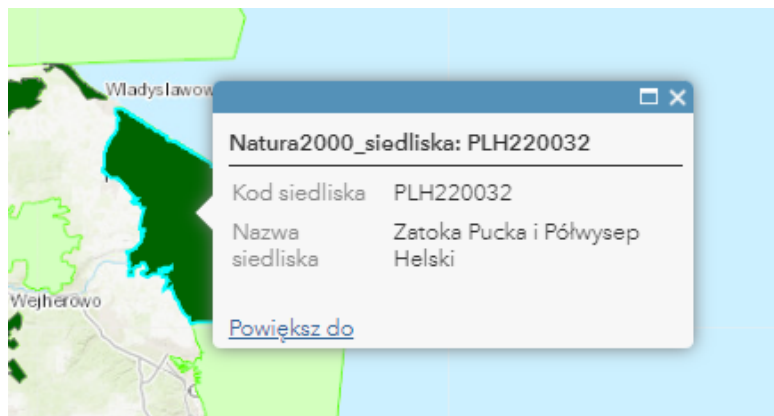 Wladyslawow
Natura2000_siedliska: PLH220032
Kod siedliska PLH220032
Nazwa Zatoka Pucka i Półwysep
siedliska Helski
Wejherowo
Powiększ do